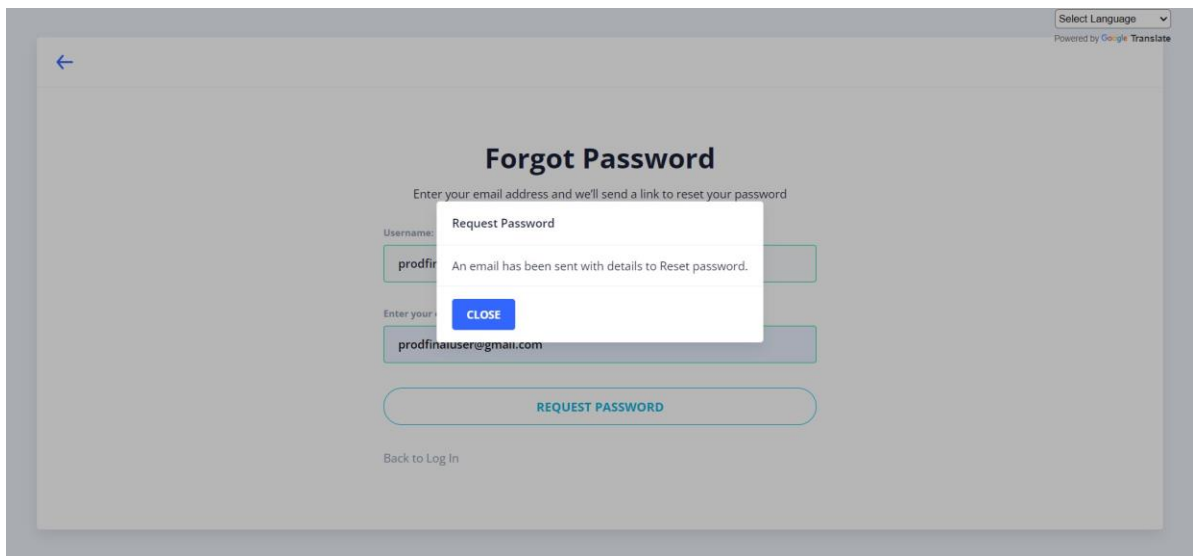 Select Language
Powered by Google Translate
Forgot Password
Enter your email address and we'll send a link to reset your password
Request Password
Username:
An email has been sent with details to Reset password.
Enter your
CLOSE
prodfinaluser@gmail.com
REQUEST PASSWORD
Back to Log In